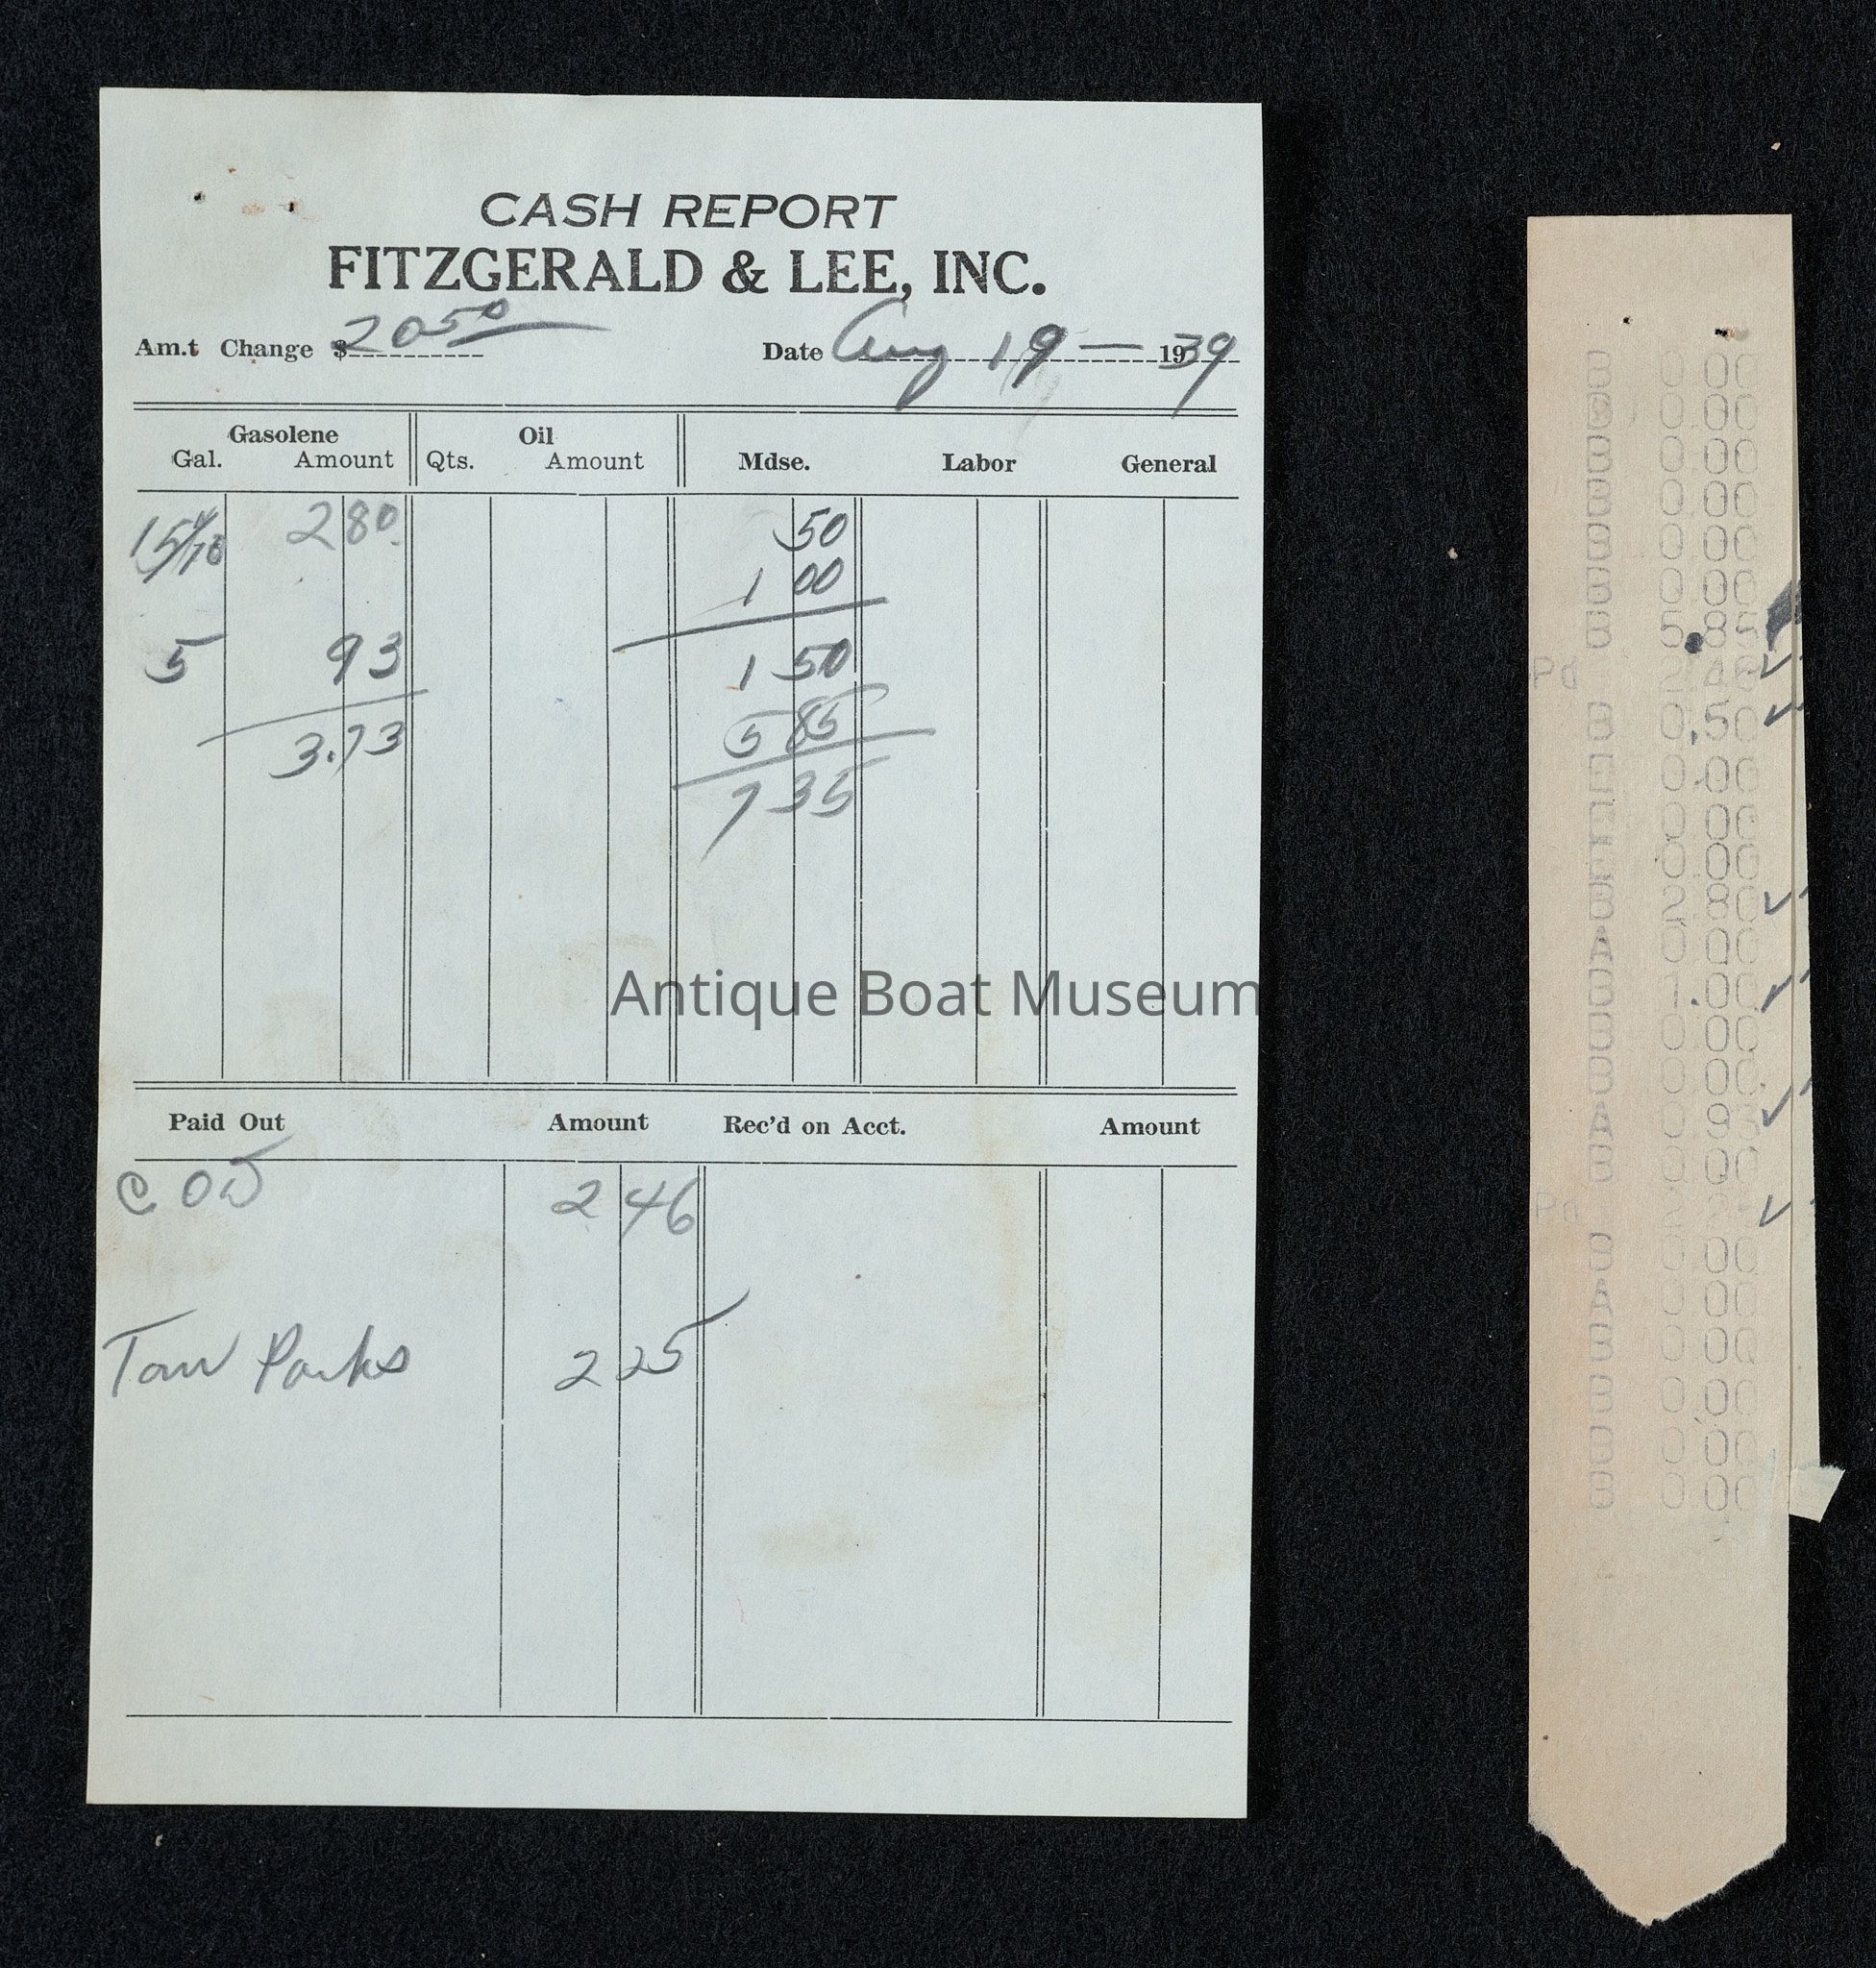 CASH REPORT
FITZGERALD & LEE, INC.
Am.t Change $ 20 50 Date Aug 19 — 1939
Gasolene Oil
Gal. Amount Qts. Amount Mdse. Labor General
15 /10 2 80 50
1 00
5 93 1 50
3.73 5 85
7 35
Antique Boat Museum
Paid Out Amount Rec'd on Acct. Amount
C O D 2 46
Tom Parks 2 25
B 0.00
0.00
B 0.00
B 0.00
B 0.00
B 0.00
B 5.85
Pd 2.46
B 0.50
0.00
0.00
0.00
B 2.80
A 0.00
B 1.00
B 0.00
B 0.00
A 0.93
B 0.00
Pd 2.2
B 0.00
A 0.00
B 0.00
B 0.00
B 0.00
B 0.00